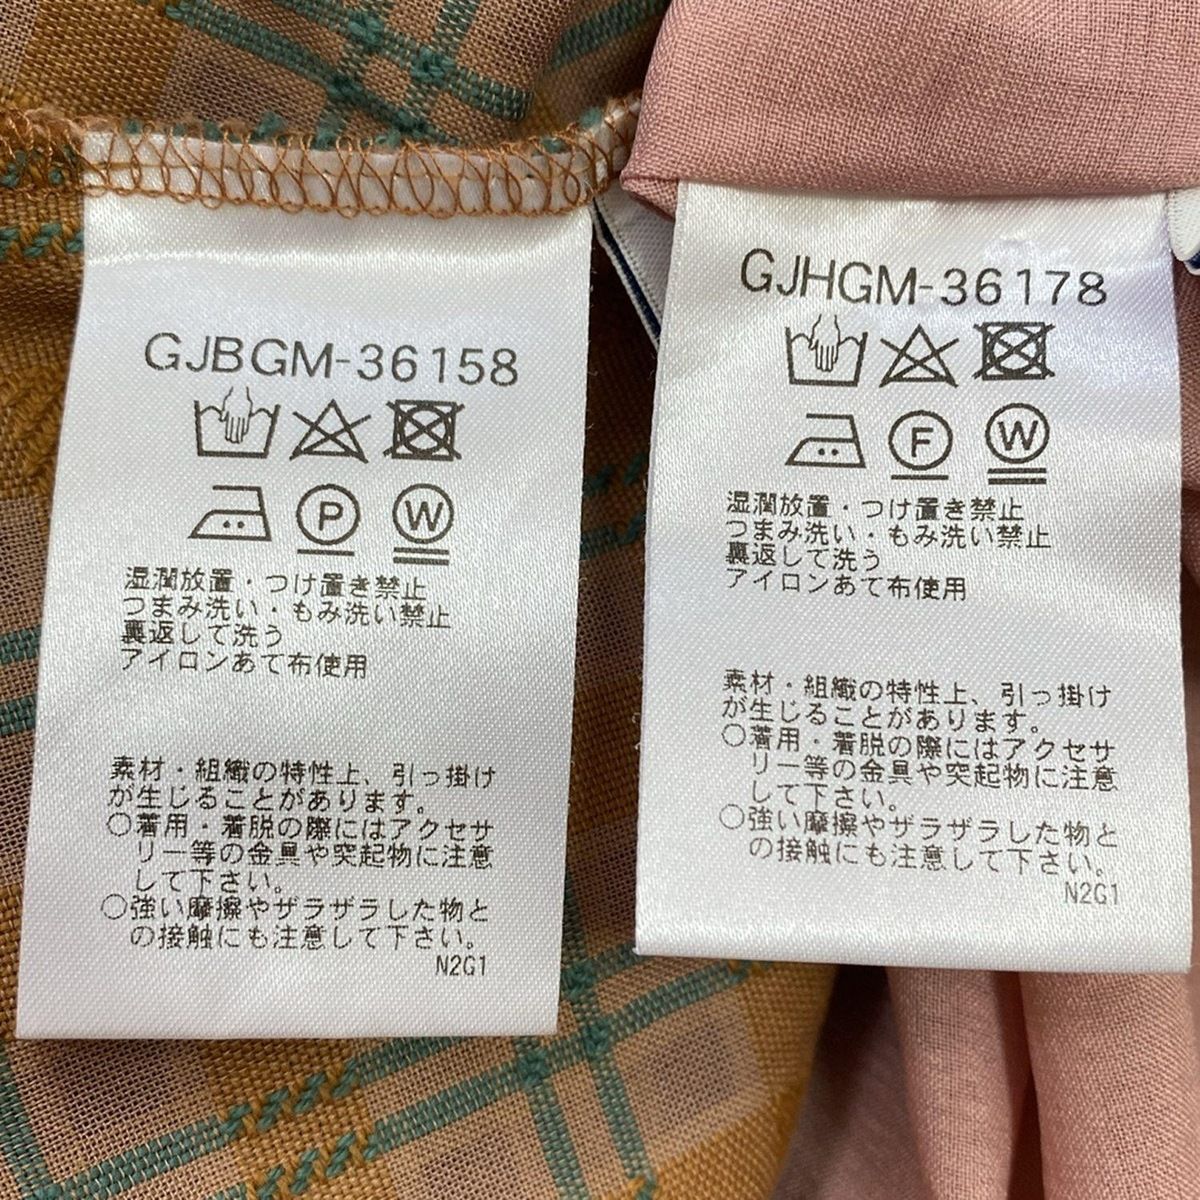 GJBGM-36158
P W
湿潤放置・つけ置き禁止
つまみ洗い・もみ洗い禁止
裏返して洗う
アイロンあて布使用
素材・組織の特性上、引っ掛け
が生じることがあります。
○着用・着脱の際にはアクセサ
リー等の金具や突起物に注意
して下さい。
○強い摩擦やザラザラした物と
の接触にも注意して下さい。
N2G1
GJHGM-36178
F W
湿潤放置・つけ置き禁止
つまみ洗い・もみ洗い禁止
裏返して洗う
アイロンあて布使用
素材・組織の特性上、引っ掛け
が生じることがあります。
○着用・着脱の際にはアクセサ
リー等の金具や突起物に注意
して下さい。
○強い摩擦やザラザラした物と
の接触にも注意して下さい。
N2G1